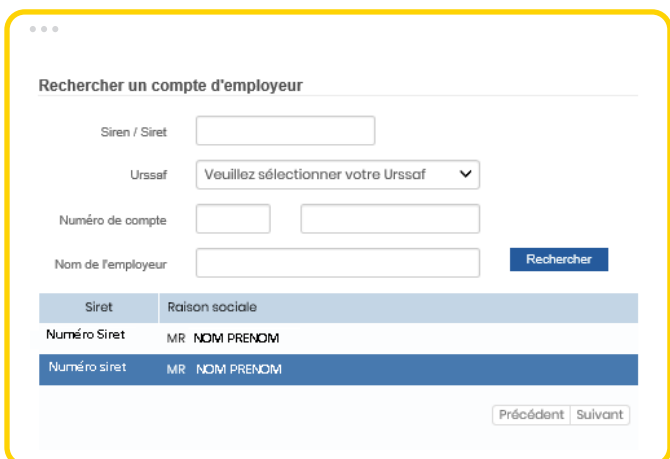 Rechercher un compte d'employeur
Siren / Siret
Urssaf Veuillez sélectionner votre Urssaf
Numéro de compte
Nom de l'employeur Rechercher
Siret Raison sociale
Numéro Siret MR NOM PRENOM
Numéro siret MR NOM PRENOM
Précédent Suivant